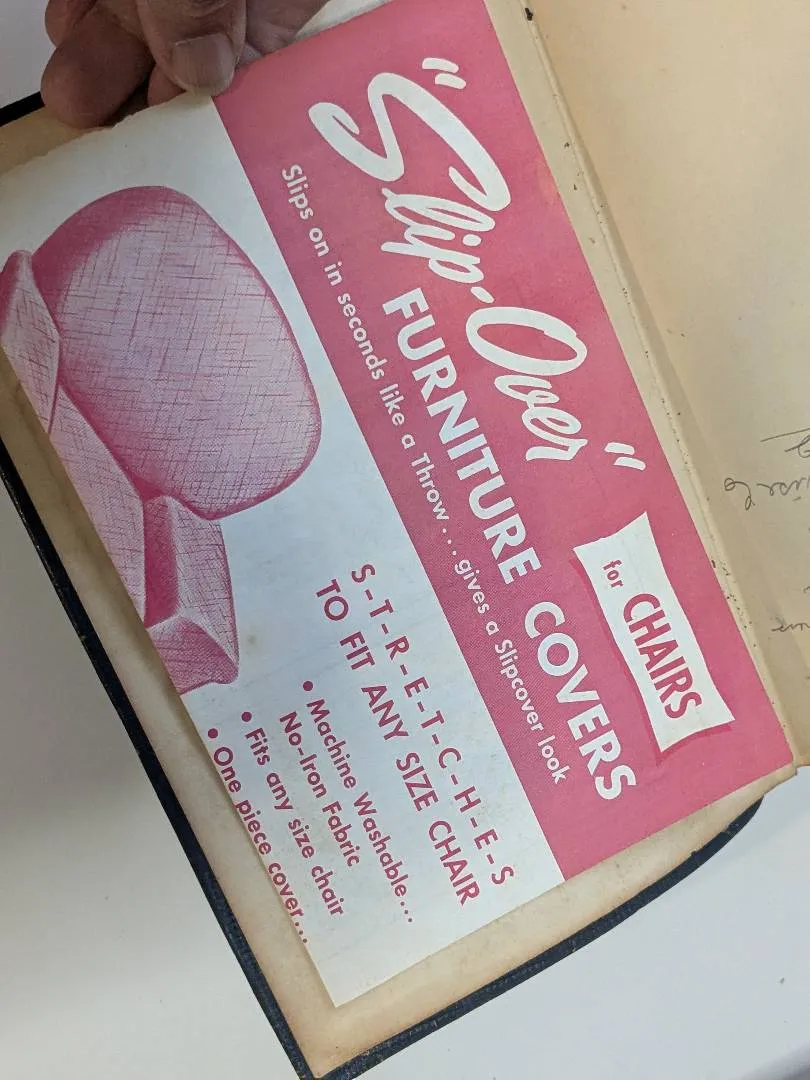 "Slip-Over"
FURNITURE COVERS
for CHAIRS
Slips on in seconds like a Throw... gives a Slipcover look
S-T-R-E-T-C-H-E-S
TO FIT ANY SIZE CHAIR
• Machine Washable...
No-Iron Fabric
• Fits any size chair
• One piece cover...